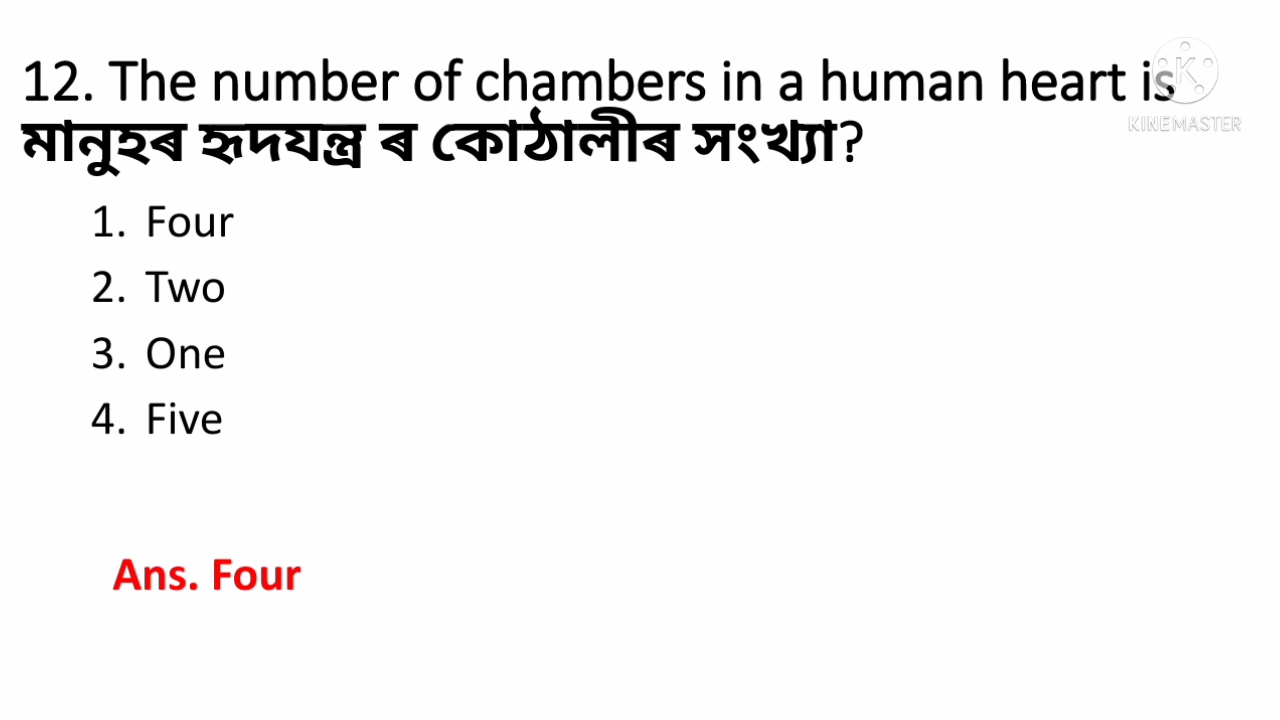 12. The number of chambers in a human heart is
মানুহৰ হৃদযন্ত্ৰ ৰ কোঠালীৰ সংখ্যা?
1. Four
2. Two
3. One
4. Five
Ans. Four
K
KINEMASTER